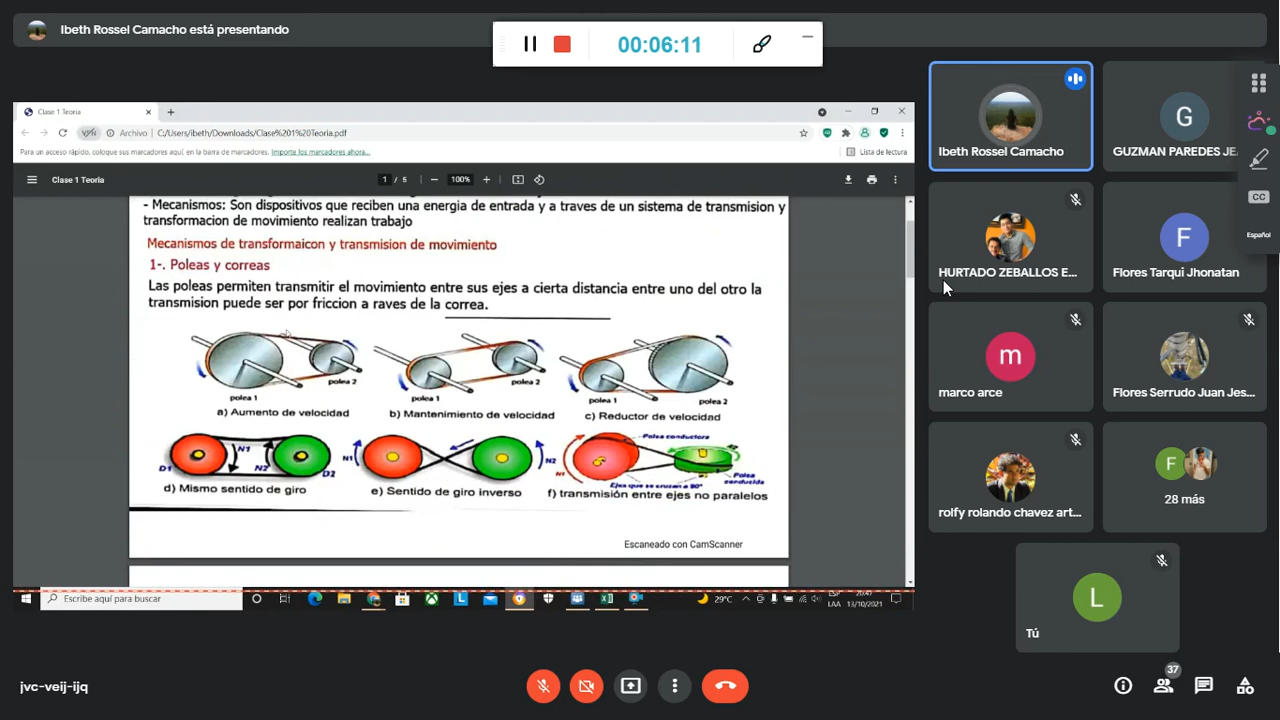 Ibeth Rossel Camacho está presentando
00:06:11
Clase 1 Teoria
Archivo
C:/Users/ibeth/Downloads/Clase%201%20Teoria.pdf
Para un acceso rápido, coloque sus marcadores aquí, en la barra de marcadores. Importe los marcadores ahora...
Lista de lectura
Clase 1 Teoria
1 / 5
100%
- Mecanismos: Son dispositivos que reciben una energia de entrada y a traves de un sistema de transmision y
transformacion de movimiento realizan trabajo
Mecanismos de transformaicon y transmision de movimiento
1-. Poleas y correas
Las poleas permiten transmitir el movimiento entre sus ejes a cierta distancia entre uno del otro la
transmision puede ser por friccion a raves de la correa.
polea 1
polea 2
a) Aumento de velocidad
polea 1
polea 2
b) Mantenimiento de velocidad
polea 1
polea 2
c) Reductor de velocidad
D1
N1
N2
D2
d) Mismo sentido de giro
N1
N2
e) Sentido de giro inverso
Polea conductora
N1
Polea
conducida
Ejes que se cruzan a 90°
f) transmisión entre ejes no paralelos
Escaneado con CamScanner
Escribe aquí para buscar
29°C
ESP
LAA
20:47
13/10/2021
Ibeth Rossel Camacho
G
GUZMAN PAREDES JE
HURTADO ZEBALLOS E...
F
Flores Tarqui Jhonatan
m
marco arce
Flores Serrudo Juan Jes...
rolfy rolando chavez art...
F
28 más
L
Tú
CC
Español
jvc-veij-ijq
37